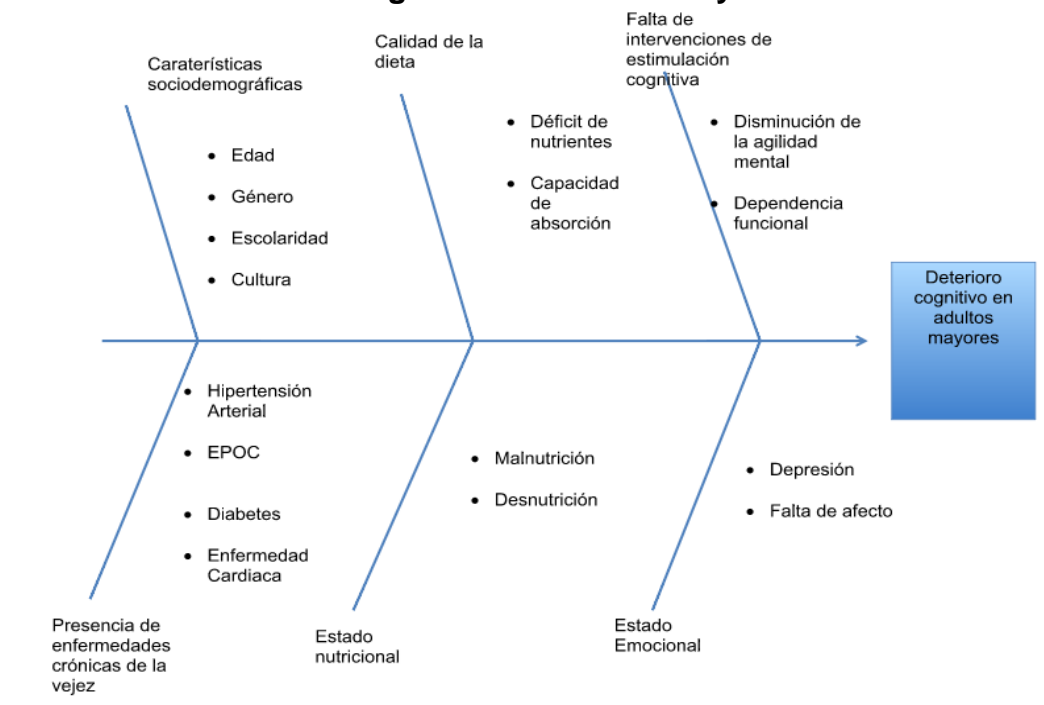 Caraterísticas
sociodemográficas
• Edad
• Género
• Escolaridad
• Cultura
Calidad de la
dieta
• Déficit de
nutrientes
• Capacidad
de
absorción
Falta de
intervenciones de
estimulación
cognitiva
• Disminución de
la agilidad
mental
• Dependencia
funcional
Deterioro
cognitivo en
adultos
mayores
• Hipertensión
Arterial
• EPOC
• Diabetes
• Enfermedad
Cardiaca
Presencia de
enfermedades
crónicas de la
vejez
• Malnutrición
• Desnutrición
Estado
nutricional
• Depresión
• Falta de afecto
Estado
Emocional